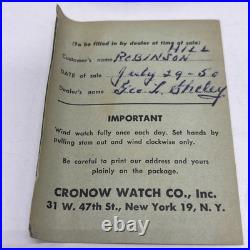 (To be filled in by dealer at time of sale)
HILL
Customer's name ROBINSON
DATE of sale July 29-50
Dealer's name Geo L. Sheley
IMPORTANT
Wind watch fully once each day. Set hands by
pulling stem out and wind clockwise only.
Be careful to print our address and yours
plainly on the package.
CRONOW WATCH CO., Inc.
31 W. 47th St., New York 19, N. Y.